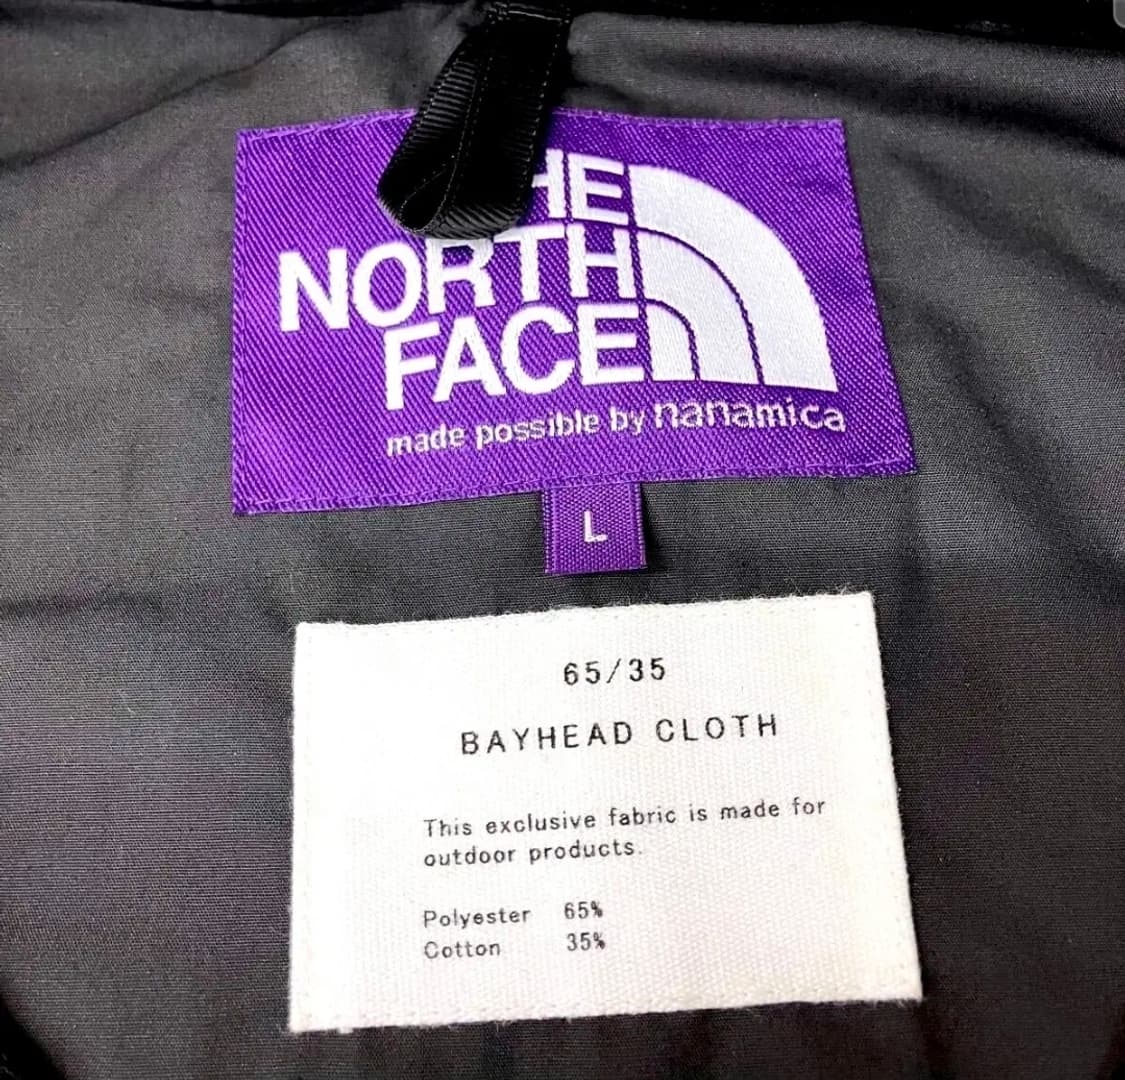 HE
NORTH
FACE
made possible by nanamica
L
65/35
BAYHEAD CLOTH
This exclusive fabric is made for
outdoor products.
Polyester 65%
Cotton 35%